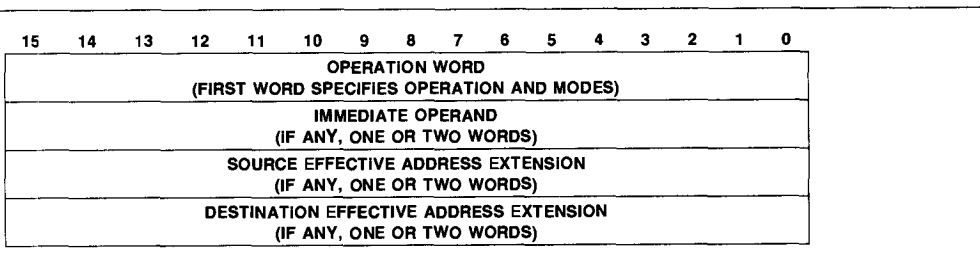 15 14 13 12 11 10 9 8 7 6 5 4 3 2 1 0
OPERATION WORD
(FIRST WORD SPECIFIES OPERATION AND MODES)
IMMEDIATE OPERAND
(IF ANY, ONE OR TWO WORDS)
SOURCE EFFECTIVE ADDRESS EXTENSION
(IF ANY, ONE OR TWO WORDS)
DESTINATION EFFECTIVE ADDRESS EXTENSION
(IF ANY, ONE OR TWO WORDS)